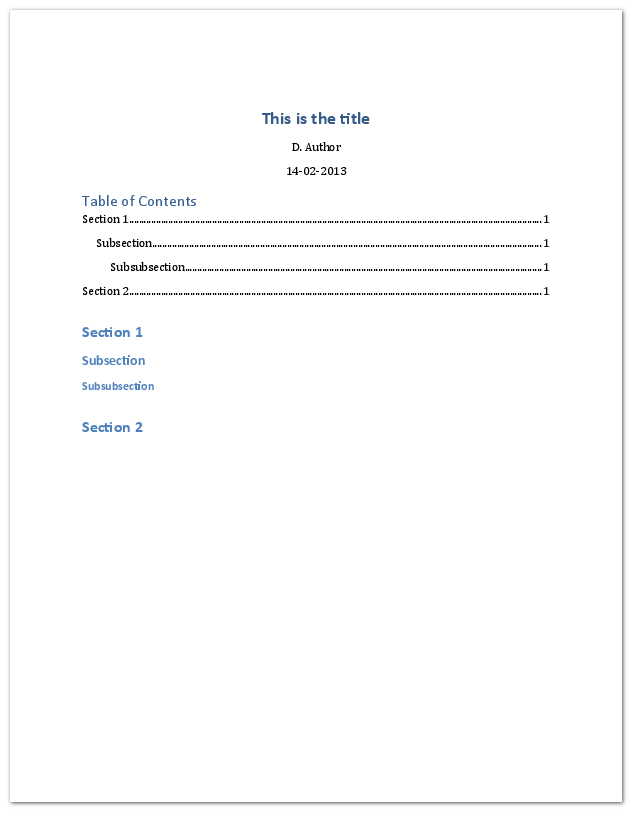 This is the title
D. Author
14-02-2013
Table of Contents
Section 1........................................................................................................................................................ 1
Subsection................................................................................................................................................ 1
Subsubsection..................................................................................................................................... 1
Section 2........................................................................................................................................................ 1
Section 1
Subsection
Subsubsection
Section 2